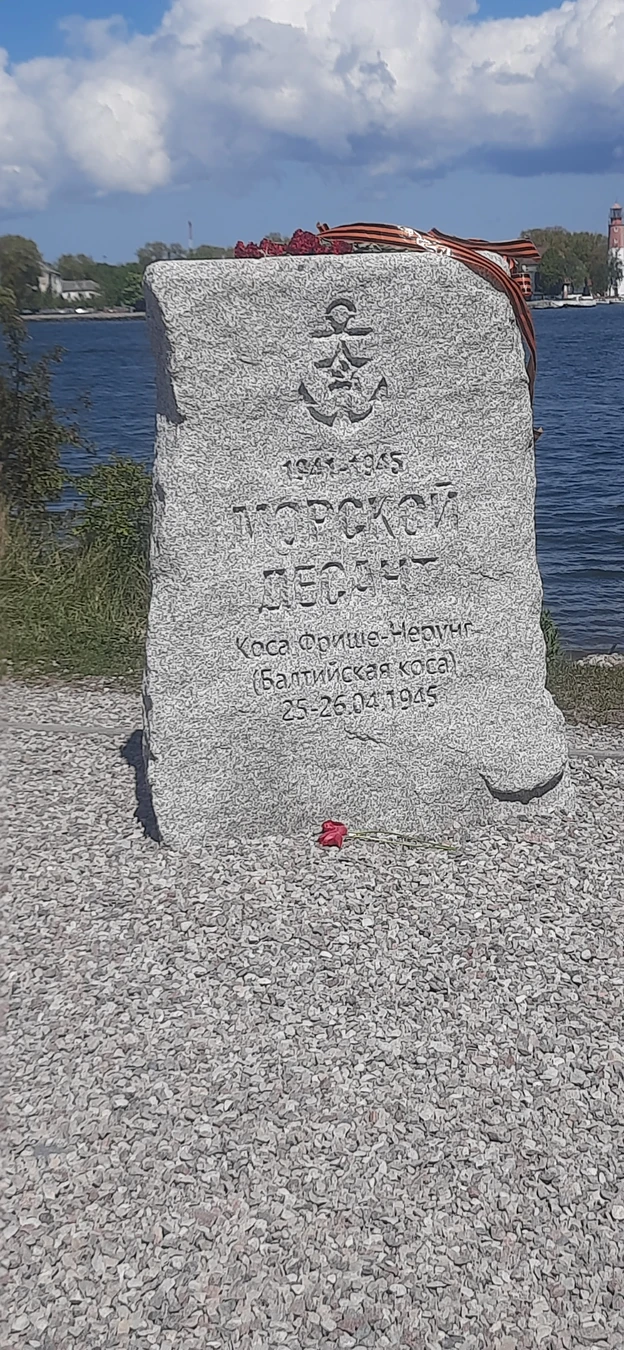 1941-1945
МОРСКОЙ
ДЕСАНТ
Коса Фрише-Нерунг
(Балтийская коса)
25-26.04.1945